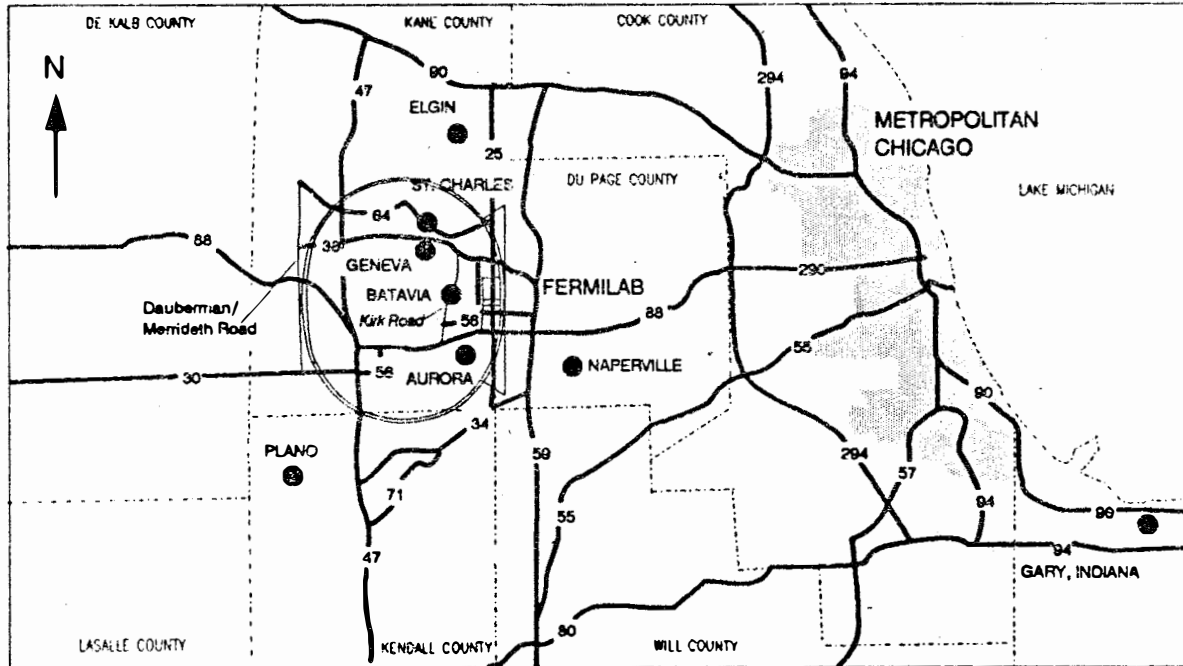 DE KALB COUNTY
KANE COUNTY
COOK COUNTY
N
90
294
94
47
ELGIN
METROPOLITAN
CHICAGO
25
ST. CHARLES
DU PAGE COUNTY
LAKE MICHIGAN
64
88
38
GENEVA
290
BATAVIA
FERMILAB
Dauberman/
Merrideth Road
Kirk Road
56
88
55
30
56
AURORA
NAPERVILLE
90
34
PLANO
59
294
57
71
55
94
90
47
94
GARY, INDIANA
80
LASALLE COUNTY
KENDALL COUNTY
WILL COUNTY